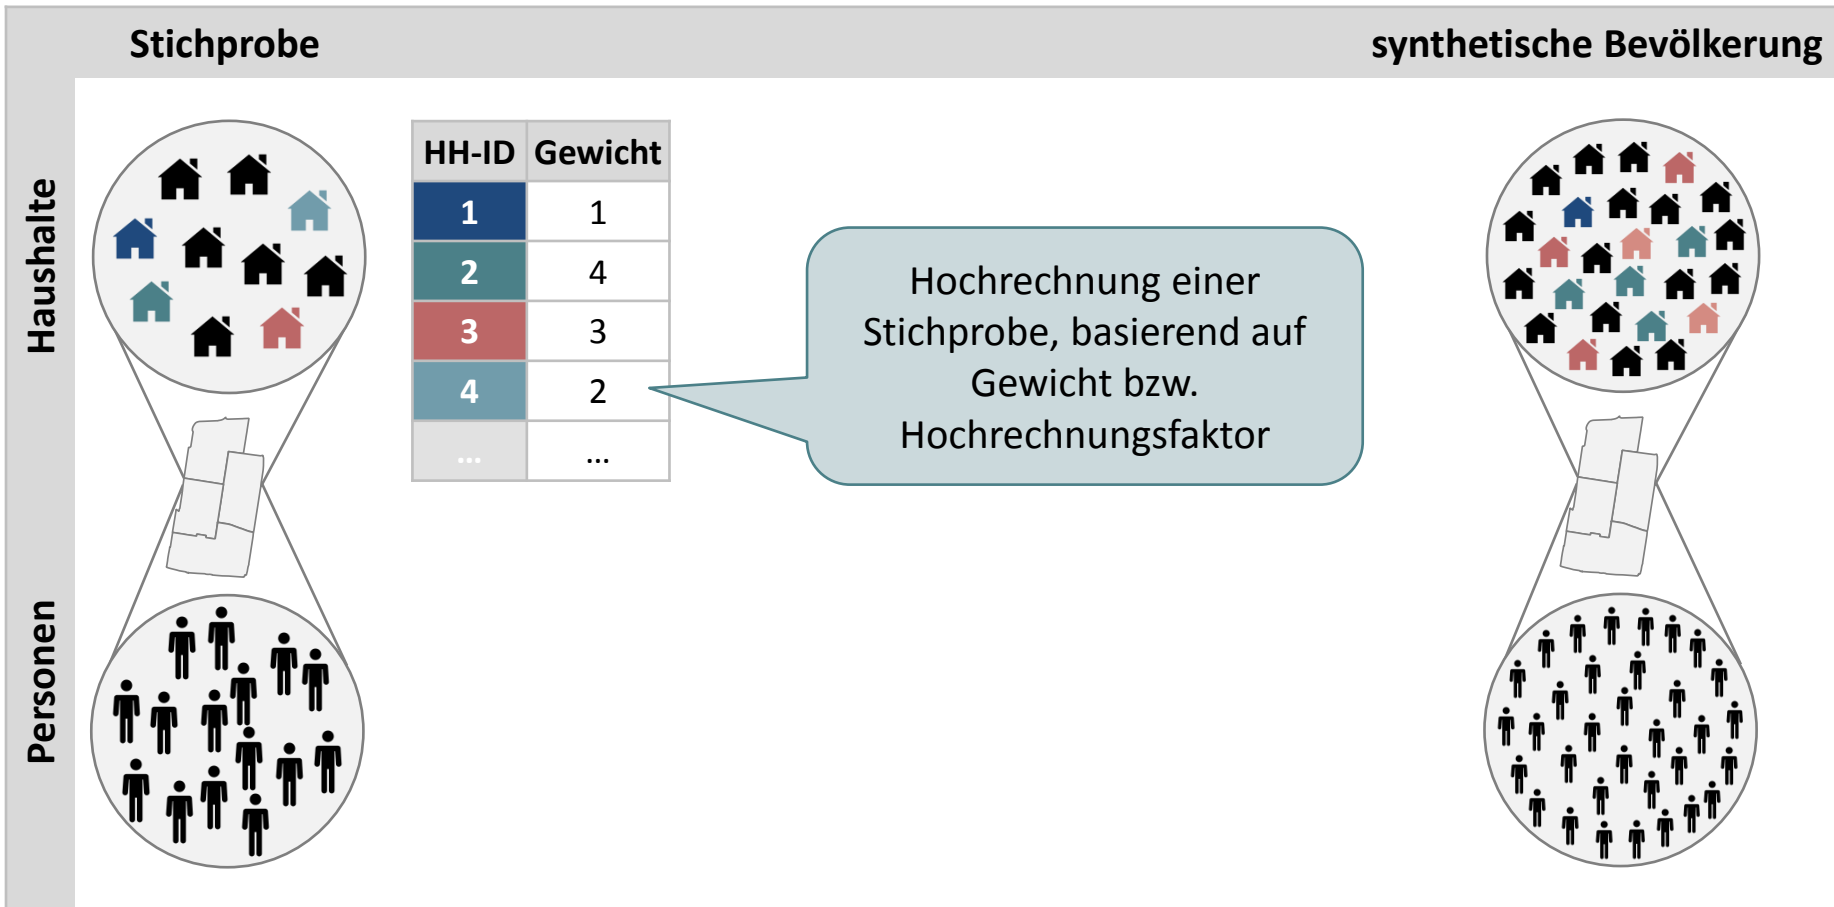 Stichprobe
synthetische Bevölkerung
Haushalte
HH-ID Gewicht
1 1
2 4
3 3
4 2
... ...
Hochrechnung einer
Stichprobe, basierend auf
Gewicht bzw.
Hochrechnungsfaktor
Personen